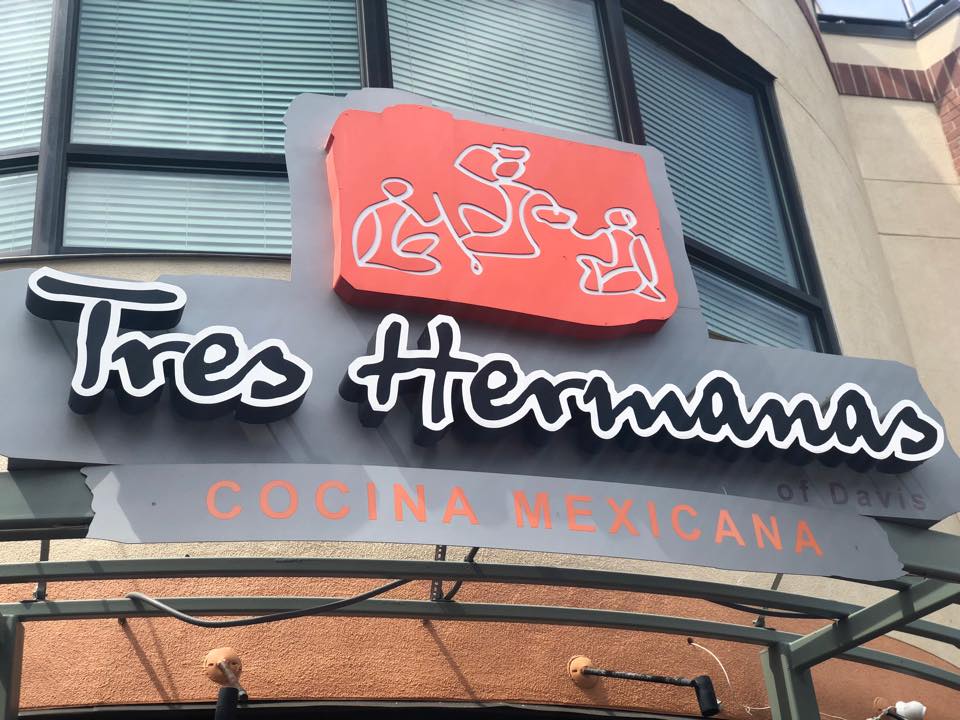 Tres Hermanas
of Davis
COCINA MEXICANA